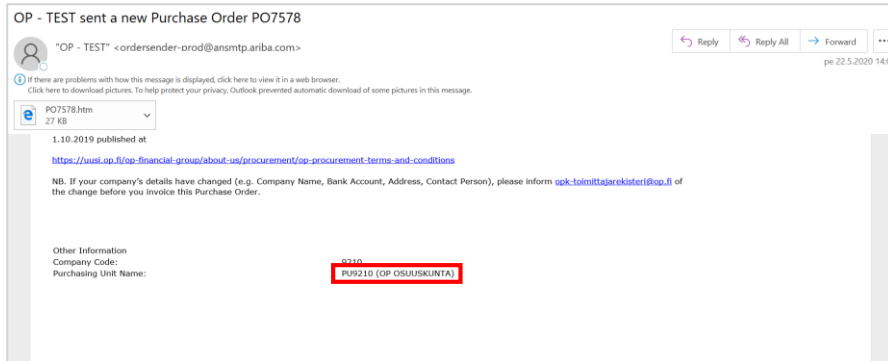 OP - TEST sent a new Purchase Order PO7578
"OP - TEST" <ordersender-prod@ansmtp.ariba.com>
Reply Reply All Forward
pe 22.5.2020 14:
If there are problems with how this message is displayed, click here to view it in a web browser.
Click here to download pictures. To help protect your privacy, Outlook prevented automatic download of some pictures in this message.
PO7578.htm
27 KB
1.10.2019 published at
https://uusi.op.fi/op-financial-group/about-us/procurement/op-procurement-terms-and-conditions
NB. If your company's details have changed (e.g. Company Name, Bank Account, Address, Contact Person), please inform opk-toimittajarekisteri@op.fi of
the change before you invoice this Purchase Order.
Other Information
Company Code: 9210
Purchasing Unit Name: PU9210 (OP OSUUSKUNTA)